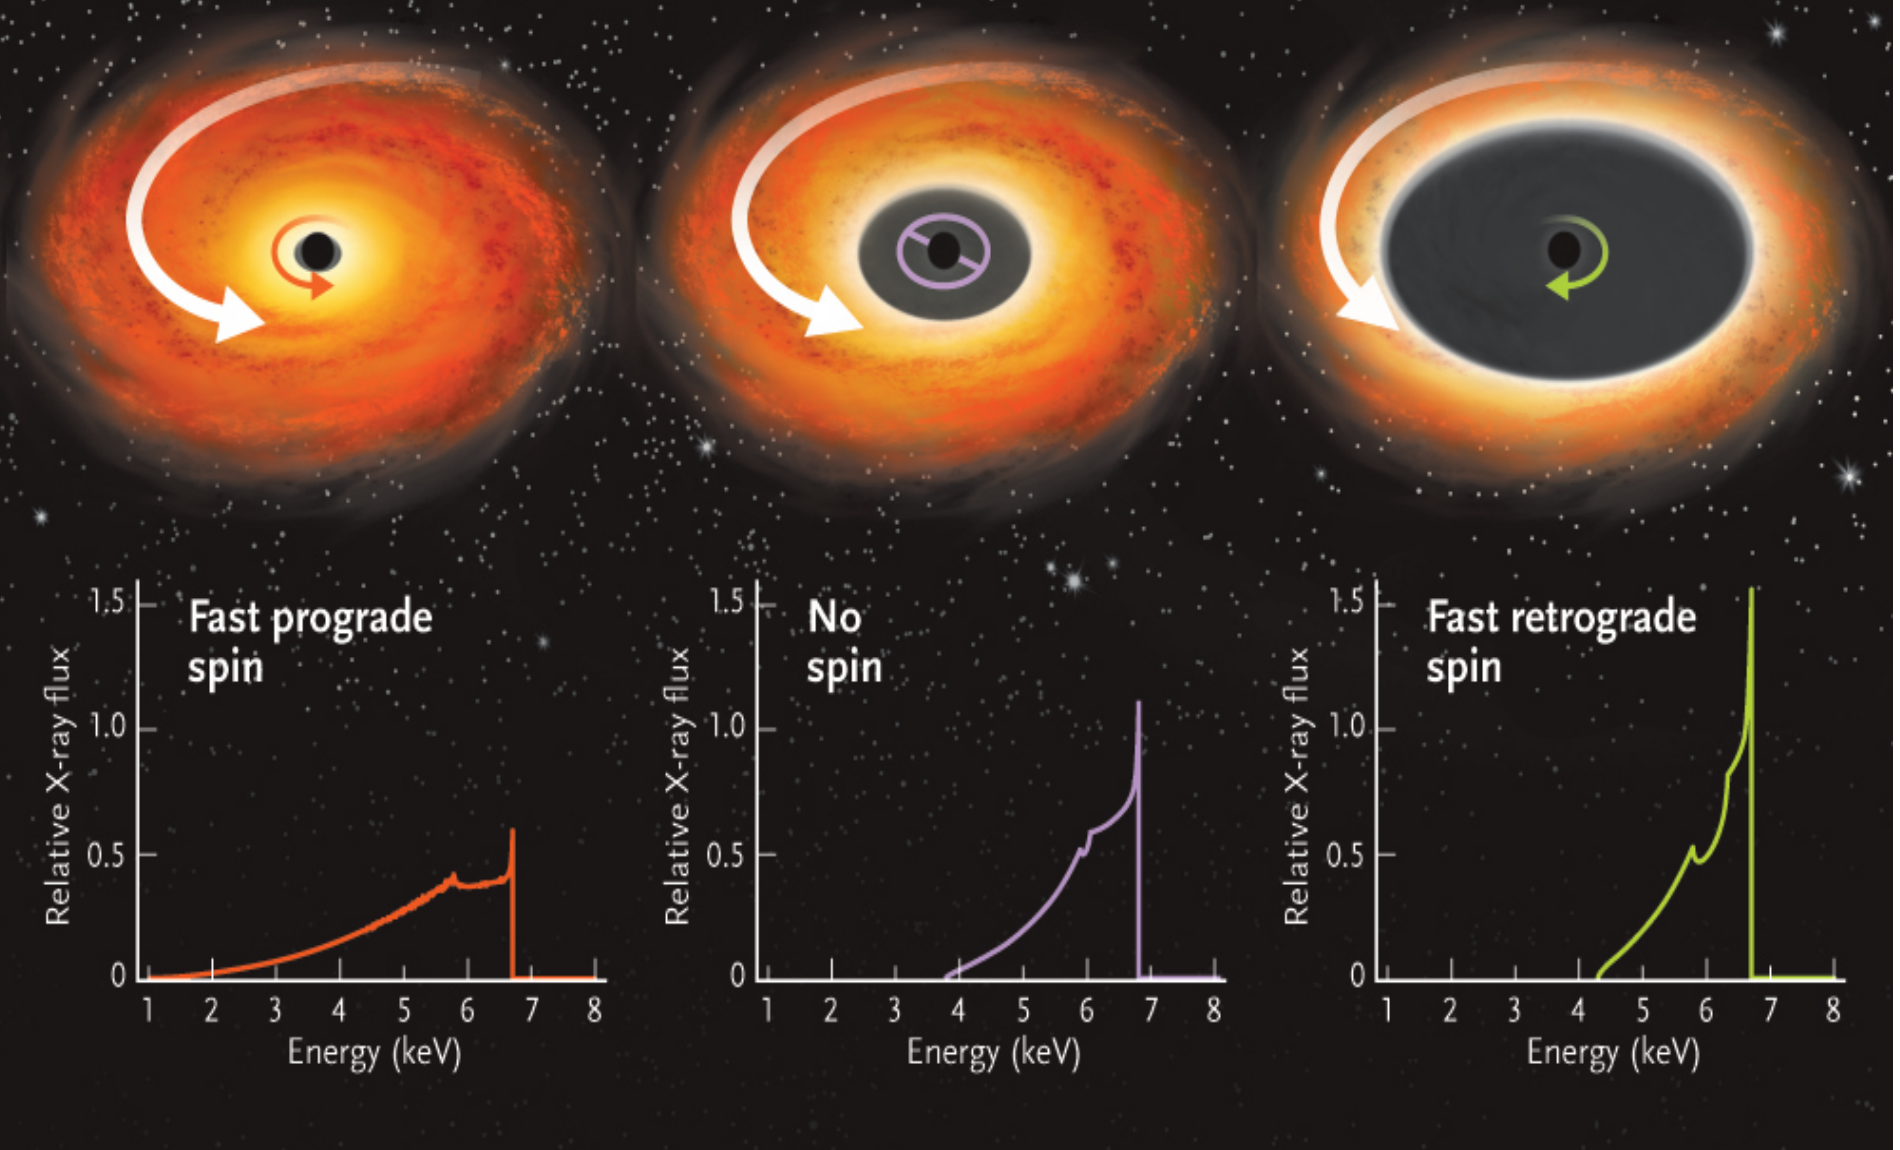 Fast prograde
spin
1.5
1.0
0.5
0
Relative X-ray flux
1 2 3 4 5 6 7 8
Energy (keV)
No
spin
1.5
1.0
0.5
0
Relative X-ray flux
1 2 3 4 5 6 7 8
Energy (keV)
Fast retrograde
spin
1.5
1.0
0.5
0
Relative X-ray flux
1 2 3 4 5 6 7 8
Energy (keV)